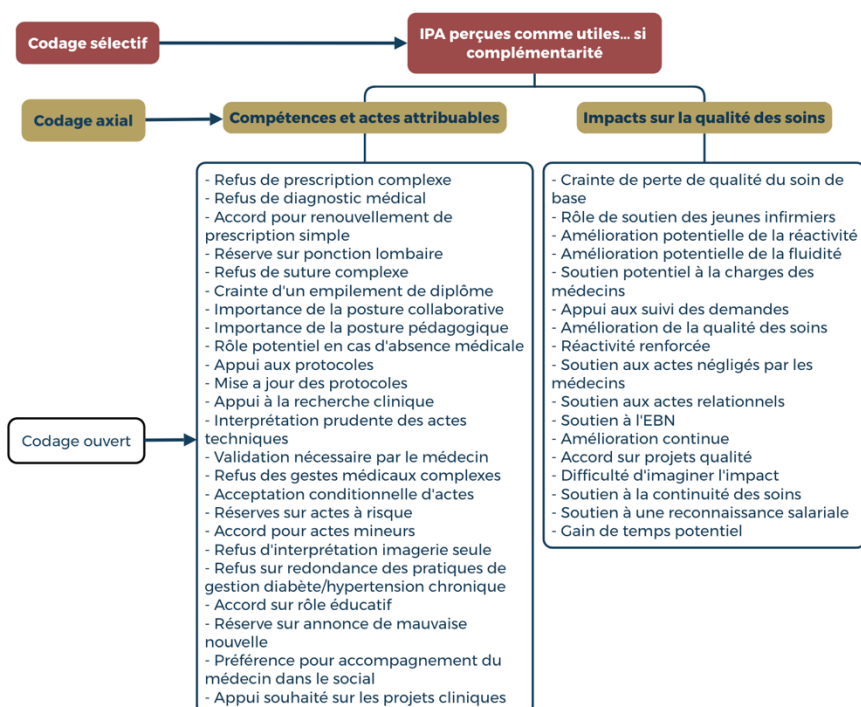 Codage sélectif
IPA perçues comme utiles... si
complémentarité
Codage axial
Compétences et actes attribuables
Impacts sur la qualité des soins
Codage ouvert
- Refus de prescription complexe
- Refus de diagnostic médical
- Accord pour renouvellement de
prescription simple
- Réserve sur ponction lombaire
- Refus de suture complexe
- Crainte d'un empilement de diplôme
- Importance de la posture collaborative
- Importance de la posture pédagogique
- Rôle potentiel en cas d'absence médicale
- Appui aux protocoles
- Mise a jour des protocoles
- Appui à la recherche clinique
- Interprétation prudente des actes
techniques
- Validation nécessaire par le médecin
- Refus des gestes médicaux complexes
- Acceptation conditionnelle d'actes
- Réserves sur actes à risque
- Accord pour actes mineurs
- Refus d'interprétation imagerie seule
- Refus sur redondance des pratiques de
gestion diabète/hypertension chronique
- Accord sur rôle éducatif
- Réserve sur annonce de mauvaise
nouvelle
- Préférence pour accompagnement du
médecin dans le social
- Appui souhaité sur les projets cliniques
- Crainte de perte de qualité du soin de
base
- Rôle de soutien des jeunes infirmiers
- Amélioration potentielle de la réactivité
- Amélioration potentielle de la fluidité
- Soutien potentiel à la charges des
médecins
- Appui aux suivi des demandes
- Amélioration de la qualité des soins
- Réactivité renforcée
- Soutien aux actes négligés par les
médecins
- Soutien aux actes relationnels
- Soutien à l'EBN
- Amélioration continue
- Accord sur projets qualité
- Difficulté d'imaginer l'impact
- Soutien à la continuité des soins
- Soutien à une reconnaissance salariale
- Gain de temps potentiel